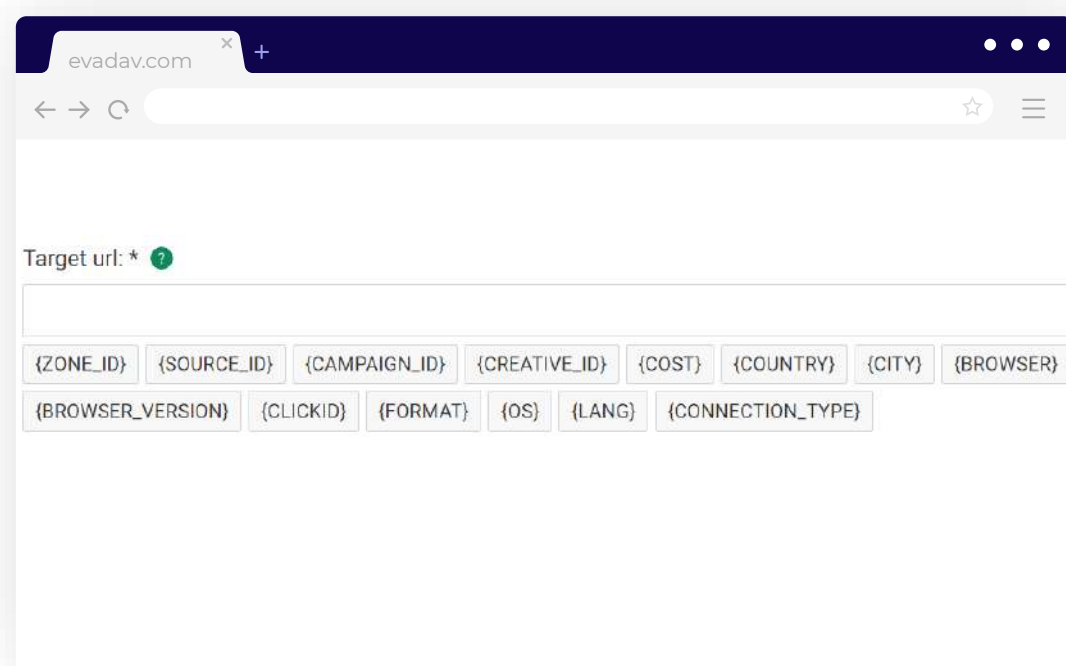 evadav.com
Target url: * ?
{ZONE_ID} {SOURCE_ID} {CAMPAIGN_ID} {CREATIVE_ID} {COST} {COUNTRY} {CITY} {BROWSER}
{BROWSER_VERSION} {CLICKID} {FORMAT} {OS} {LANG} {CONNECTION_TYPE}